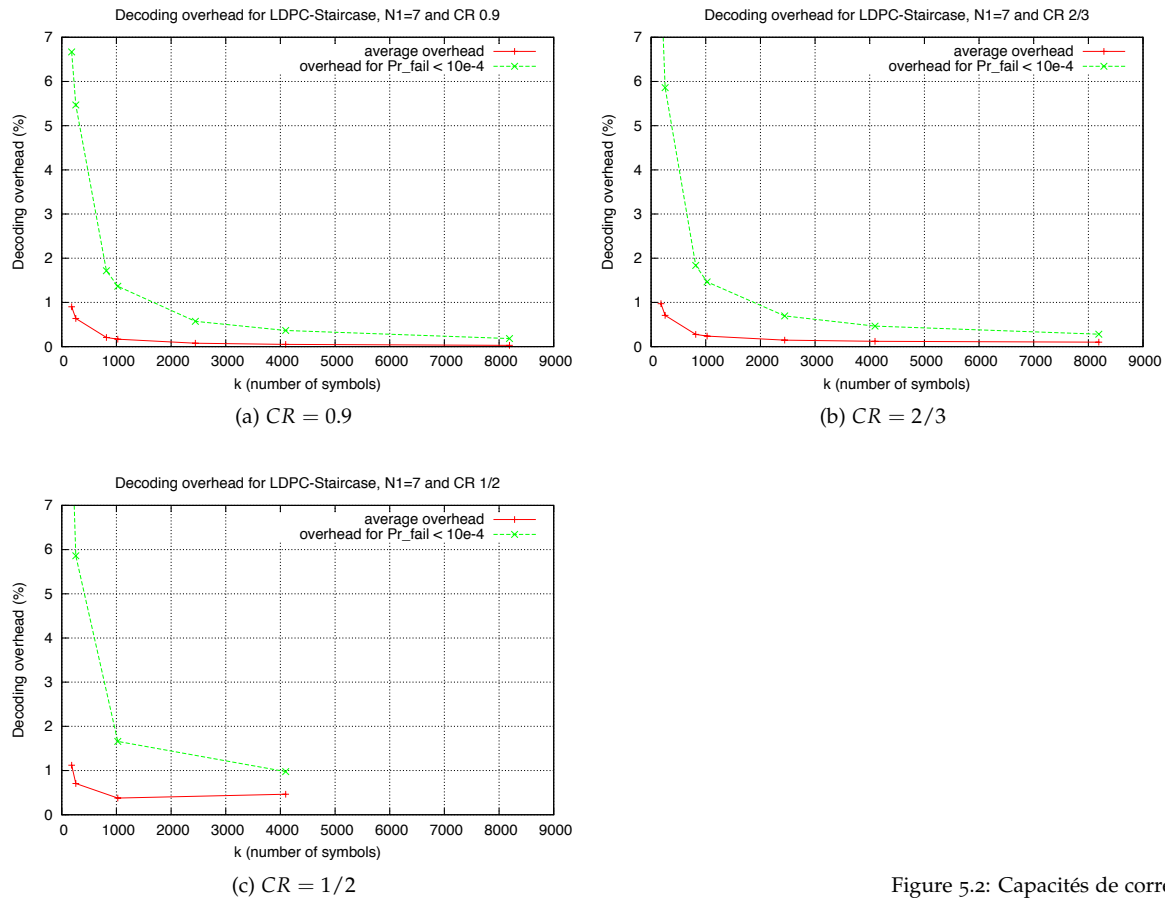 Decoding overhead for LDPC-Staircase, N1=7 and CR 0.9
7
6
5
4
3
2
1
0
Decoding overhead (%)
average overhead
overhead for Pr_fail < 10e-4
0 1000 2000 3000 4000 5000 6000 7000 8000 9000
k (number of symbols)
(a) CR = 0.9
Decoding overhead for LDPC-Staircase, N1=7 and CR 2/3
7
6
5
4
3
2
1
0
Decoding overhead (%)
average overhead
overhead for Pr_fail < 10e-4
0 1000 2000 3000 4000 5000 6000 7000 8000 9000
k (number of symbols)
(b) CR = 2/3
Decoding overhead for LDPC-Staircase, N1=7 and CR 1/2
7
6
5
4
3
2
1
0
Decoding overhead (%)
average overhead
overhead for Pr_fail < 10e-4
0 1000 2000 3000 4000 5000 6000 7000 8000 9000
k (number of symbols)
(c) CR = 1/2
Figure 5.2: Capacités de corre